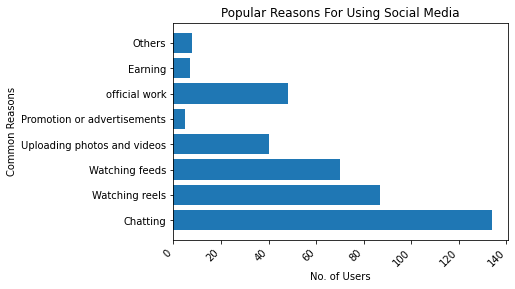 Popular Reasons For Using Social Media
Common Reasons
Others
Earning
official work
Promotion or advertisements
Uploading photos and videos
Watching feeds
Watching reels
Chatting
0 20 40 60 80 100 120 140
No. of Users